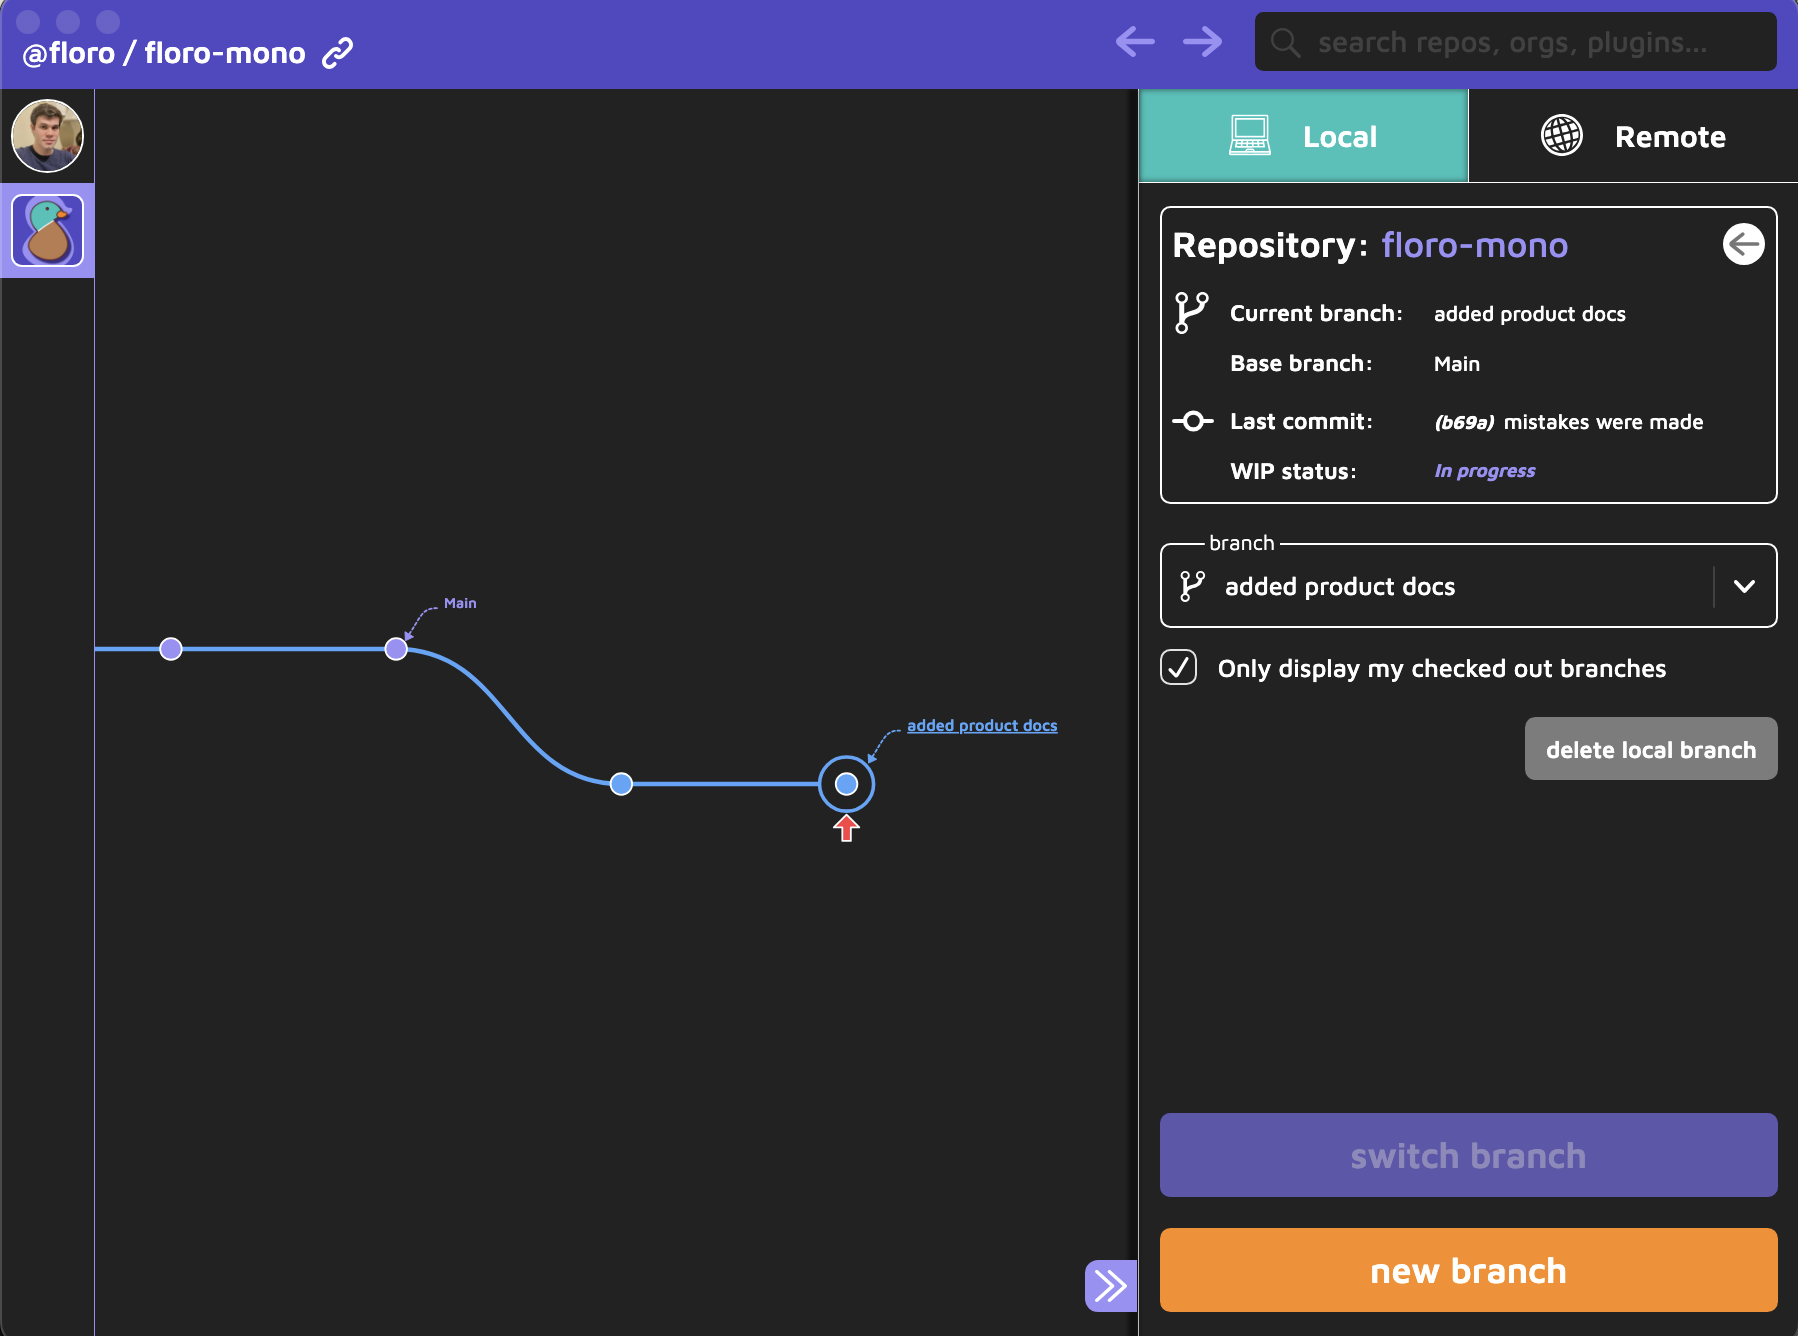 @floro / floro-mono
search repos, orgs, plugins...
Local
Remote
Repository: floro-mono
Current branch: added product docs
Base branch: Main
Last commit: (b69a) mistakes were made
WIP status: In progress
branch
added product docs
Only display my checked out branches
delete local branch
switch branch
new branch
Main
added product docs